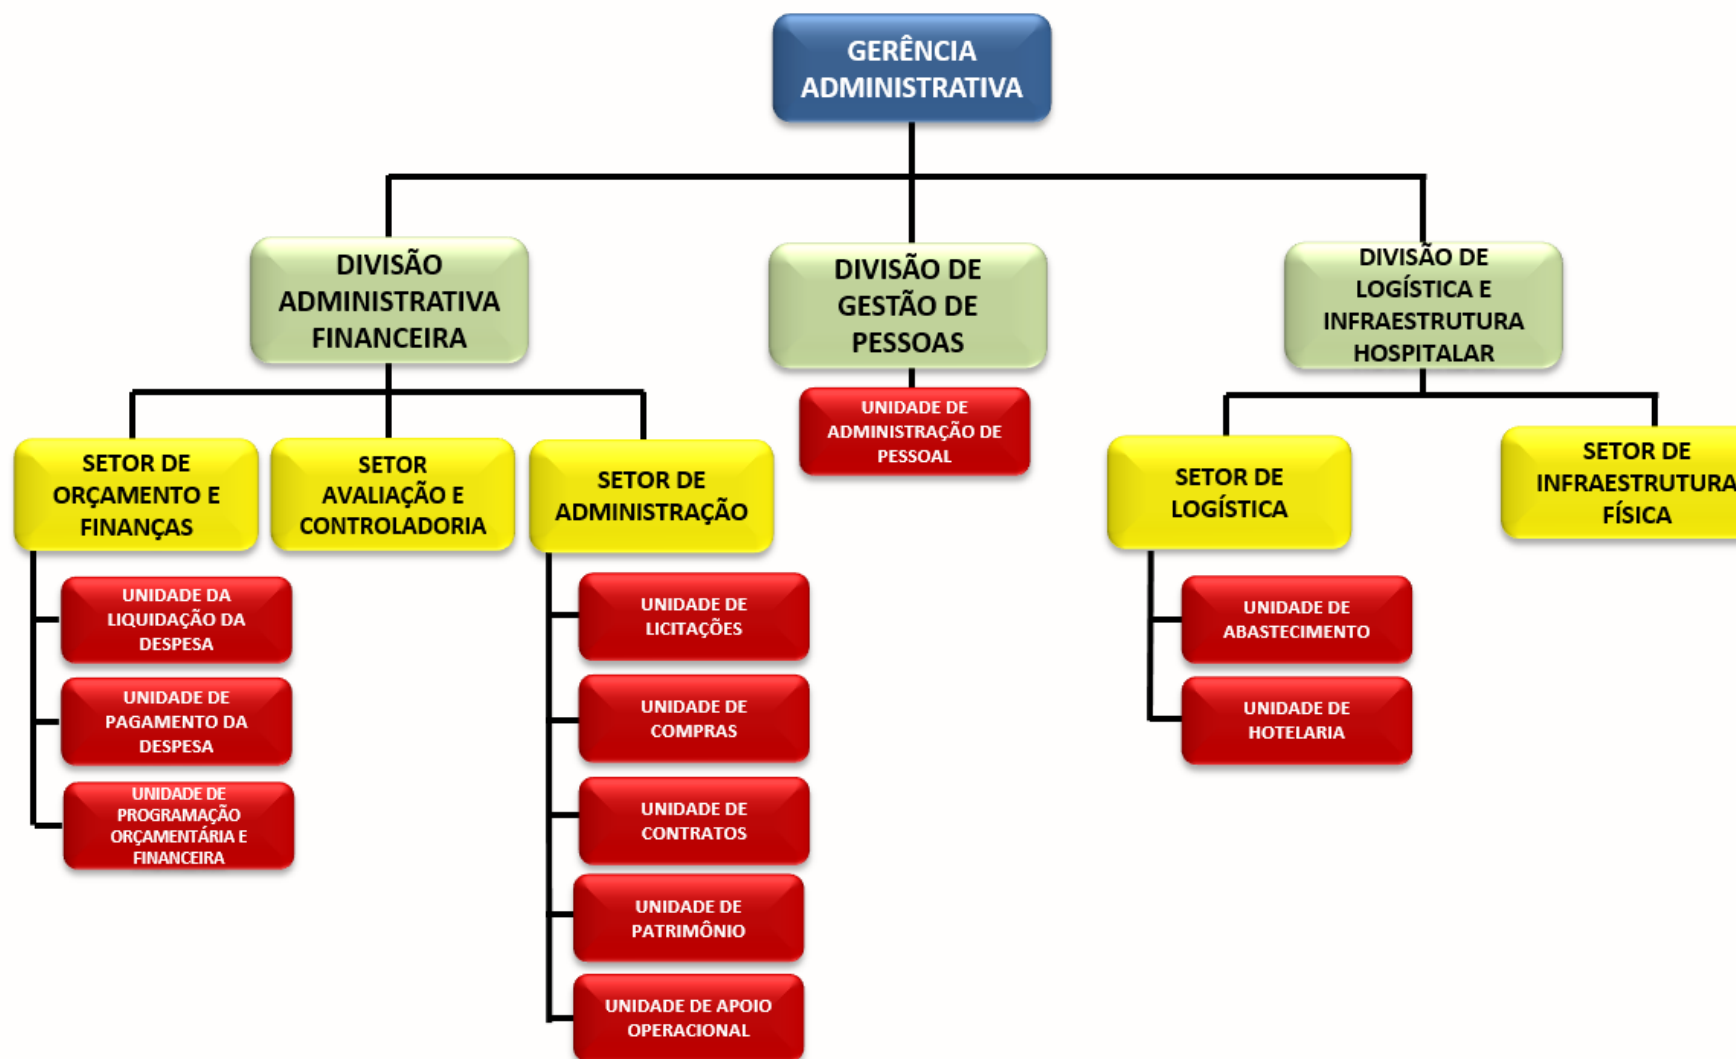 GERÊNCIA
ADMINISTRATIVA
DIVISÃO
ADMINISTRATIVA
FINANCEIRA
DIVISÃO DE
GESTÃO DE
PESSOAS
DIVISÃO DE
LOGÍSTICA E
INFRAESTRUTURA
HOSPITALAR
UNIDADE DE
ADMINISTRAÇÃO DE
PESSOAL
SETOR DE
ORÇAMENTO E
FINANÇAS
SETOR
AVALIAÇÃO E
CONTROLADORIA
SETOR DE
ADMINISTRAÇÃO
SETOR DE
LOGÍSTICA
SETOR DE
INFRAESTRUTURA
FÍSICA
UNIDADE DA
LIQUIDAÇÃO DA
DESPESA
UNIDADE DE
PAGAMENTO DA
DESPESA
UNIDADE DE
PROGRAMAÇÃO
ORÇAMENTÁRIA E
FINANCEIRA
UNIDADE DE
LICITAÇÕES
UNIDADE DE
COMPRAS
UNIDADE DE
CONTRATOS
UNIDADE DE
PATRIMÔNIO
UNIDADE DE APOIO
OPERACIONAL
UNIDADE DE
ABASTECIMENTO
UNIDADE DE
HOTELARIA